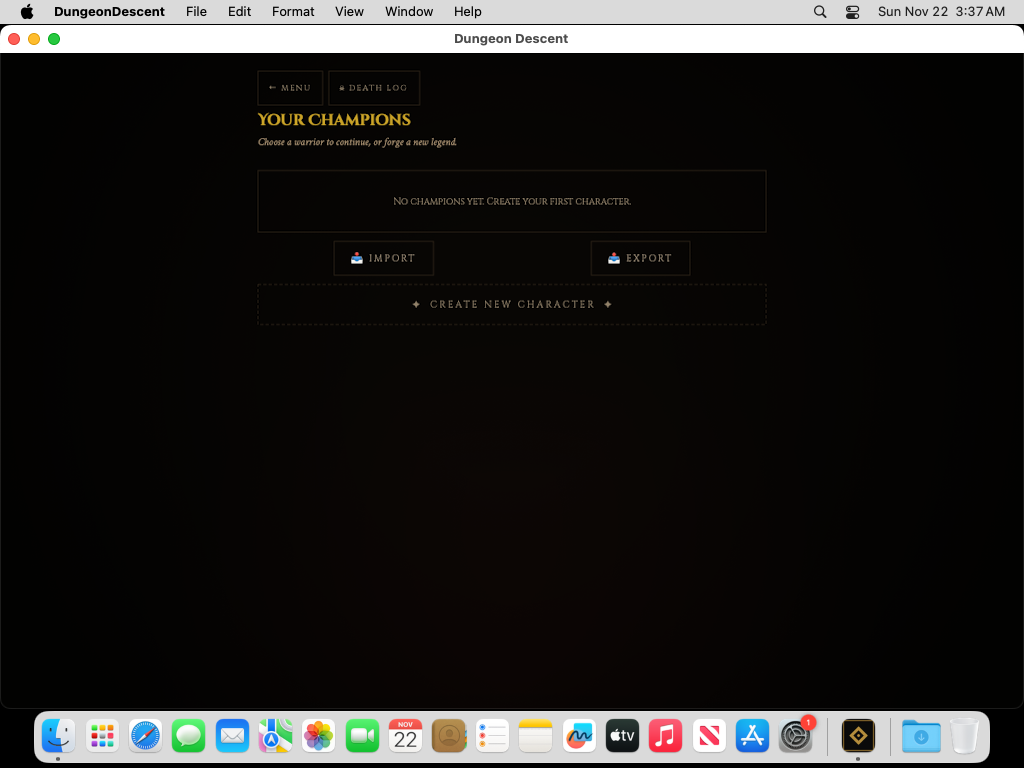 DungeonDescent File Edit Format View Window Help Sun Nov 22 3:37 AM
Dungeon Descent
← MENU ☠ DEATH LOG
YOUR CHAMPIONS
Choose a warrior to continue, or forge a new legend.
NO CHAMPIONS YET. CREATE YOUR FIRST CHARACTER.
IMPORT EXPORT
✦ CREATE NEW CHARACTER ✦
NOV
22
tv
1